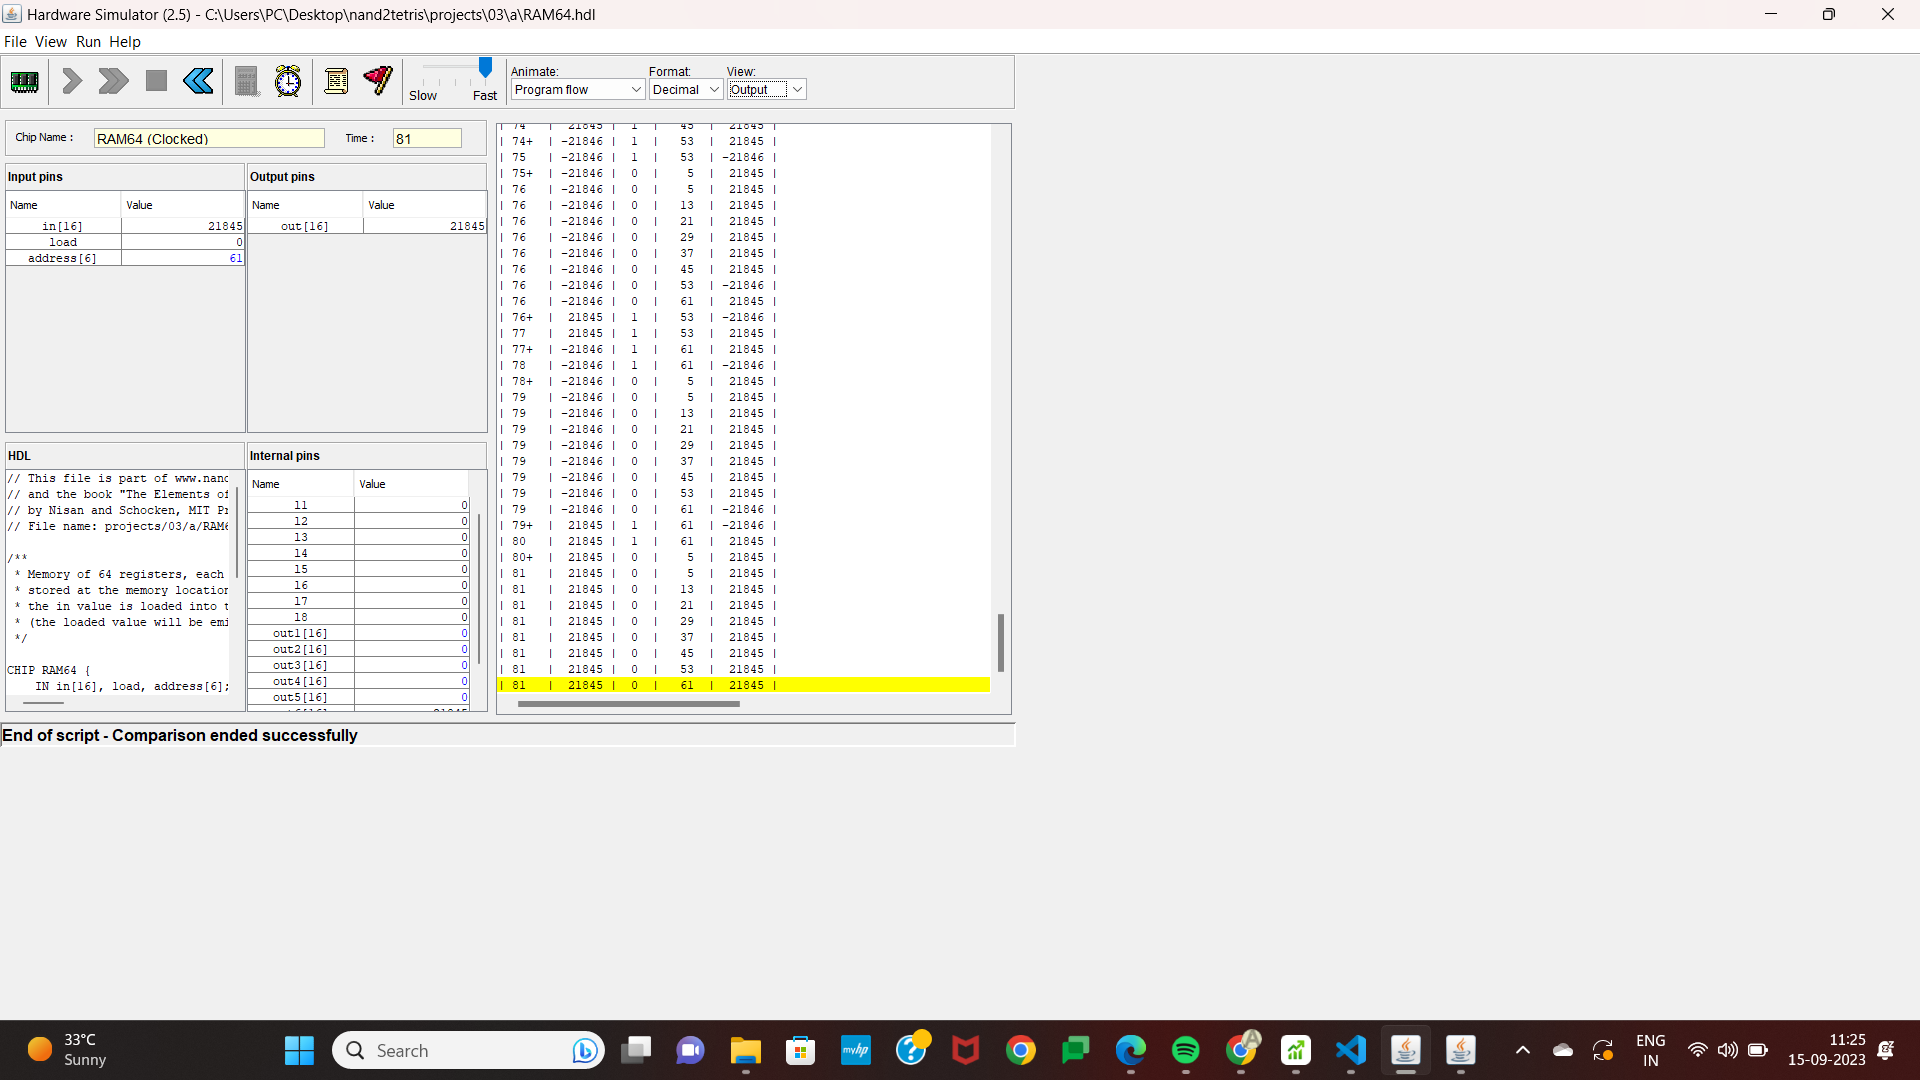 Hardware Simulator (2.5) - C:\Users\PC\Desktop\nand2tetris\projects\03\a\RAM64.hdl
File View Run Help
Slow Fast
Animate: Format: View:
Program flow Decimal Output
Chip Name : RAM64 (Clocked) Time : 81
Input pins
Name Value
in[16] 21845
load 0
address[6] 61
Output pins
Name Value
out[16] 21845
HDL
// This file is part of www.nand
// and the book "The Elements of
// by Nisan and Schocken, MIT Pr
// File name: projects/03/a/RAM6
/**
* Memory of 64 registers, each
* stored at the memory location
* the in value is loaded into t
* (the loaded value will be emi
*/
CHIP RAM64 {
IN in[16], load, address[6];
Internal pins
Name Value
l1 0
l2 0
l3 0
l4 0
l5 0
l6 0
l7 0
l8 0
out1[16] 0
out2[16] 0
out3[16] 0
out4[16] 0
out5[16] 0
| 74 | 21845 | 1 | 45 | 21845 |
| 74+ | -21846 | 1 | 53 | 21845 |
| 75 | -21846 | 1 | 53 | -21846 |
| 75+ | -21846 | 0 | 5 | 21845 |
| 76 | -21846 | 0 | 5 | 21845 |
| 76 | -21846 | 0 | 13 | 21845 |
| 76 | -21846 | 0 | 21 | 21845 |
| 76 | -21846 | 0 | 29 | 21845 |
| 76 | -21846 | 0 | 37 | 21845 |
| 76 | -21846 | 0 | 45 | 21845 |
| 76 | -21846 | 0 | 53 | -21846 |
| 76 | -21846 | 0 | 61 | 21845 |
| 76+ | 21845 | 1 | 53 | -21846 |
| 77 | 21845 | 1 | 53 | 21845 |
| 77+ | -21846 | 1 | 61 | 21845 |
| 78 | -21846 | 1 | 61 | -21846 |
| 78+ | -21846 | 0 | 5 | 21845 |
| 79 | -21846 | 0 | 5 | 21845 |
| 79 | -21846 | 0 | 13 | 21845 |
| 79 | -21846 | 0 | 21 | 21845 |
| 79 | -21846 | 0 | 29 | 21845 |
| 79 | -21846 | 0 | 37 | 21845 |
| 79 | -21846 | 0 | 45 | 21845 |
| 79 | -21846 | 0 | 53 | 21845 |
| 79 | -21846 | 0 | 61 | -21846 |
| 79+ | 21845 | 1 | 61 | -21846 |
| 80 | 21845 | 1 | 61 | 21845 |
| 80+ | 21845 | 0 | 5 | 21845 |
| 81 | 21845 | 0 | 5 | 21845 |
| 81 | 21845 | 0 | 13 | 21845 |
| 81 | 21845 | 0 | 21 | 21845 |
| 81 | 21845 | 0 | 29 | 21845 |
| 81 | 21845 | 0 | 37 | 21845 |
| 81 | 21845 | 0 | 45 | 21845 |
| 81 | 21845 | 0 | 53 | 21845 |
| 81 | 21845 | 0 | 61 | 21845 |
End of script - Comparison ended successfully
33°C
Sunny
Search
myhp
A
ENG
IN
11:25
15-09-2023